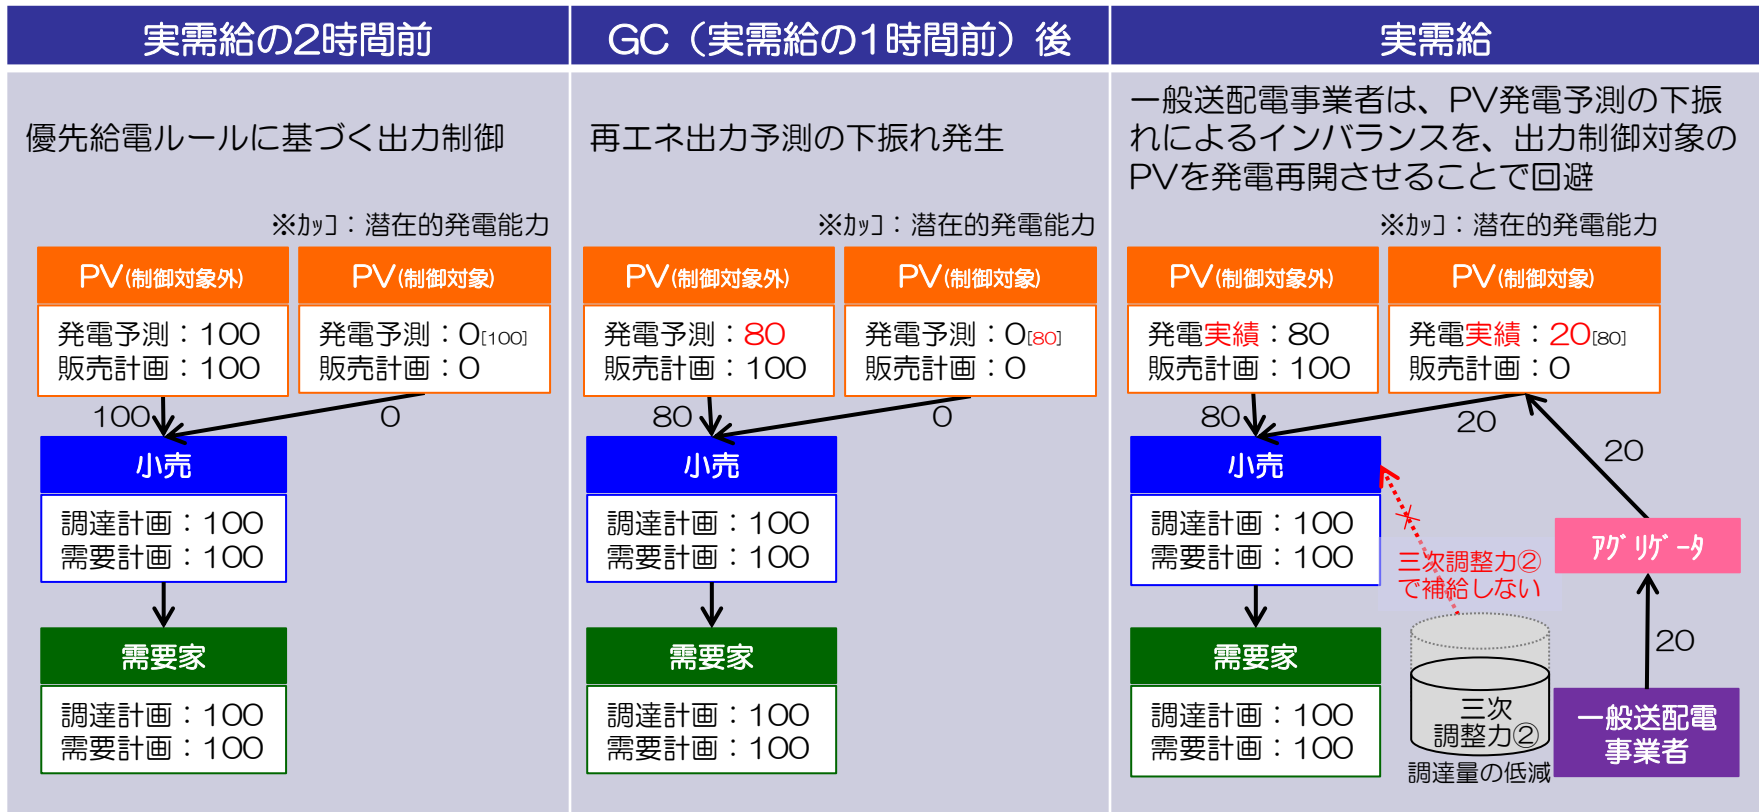 実需給の2時間前
優先給電ルールに基づく出力制御
※ｶｯｺ：潜在的発電能力
PV(制御対象外)
発電予測：100
販売計画：100
PV(制御対象)
発電予測：0[100]
販売計画：0
100
0
小売
調達計画：100
需要計画：100
需要家
調達計画：100
需要計画：100
GC（実需給の1時間前）後
再エネ出力予測の下振れ発生
※ｶｯｺ：潜在的発電能力
PV(制御対象外)
発電予測：80
販売計画：100
PV(制御対象)
発電予測：0[80]
販売計画：0
80
0
小売
調達計画：100
需要計画：100
需要家
調達計画：100
需要計画：100
実需給
一般送配電事業者は、PV発電予測の下振
れによるインバランスを、出力制御対象の
PVを発電再開させることで回避
※ｶｯｺ：潜在的発電能力
PV(制御対象外)
発電実績：80
販売計画：100
PV(制御対象)
発電実績：20[80]
販売計画：0
80
20
20
小売
調達計画：100
需要計画：100
三次調整力②
で補給しない
ｱｸﾞﾘｹﾞｰﾀ
20
需要家
調達計画：100
需要計画：100
三次
調整力②
調達量の低減
一般送配電
事業者